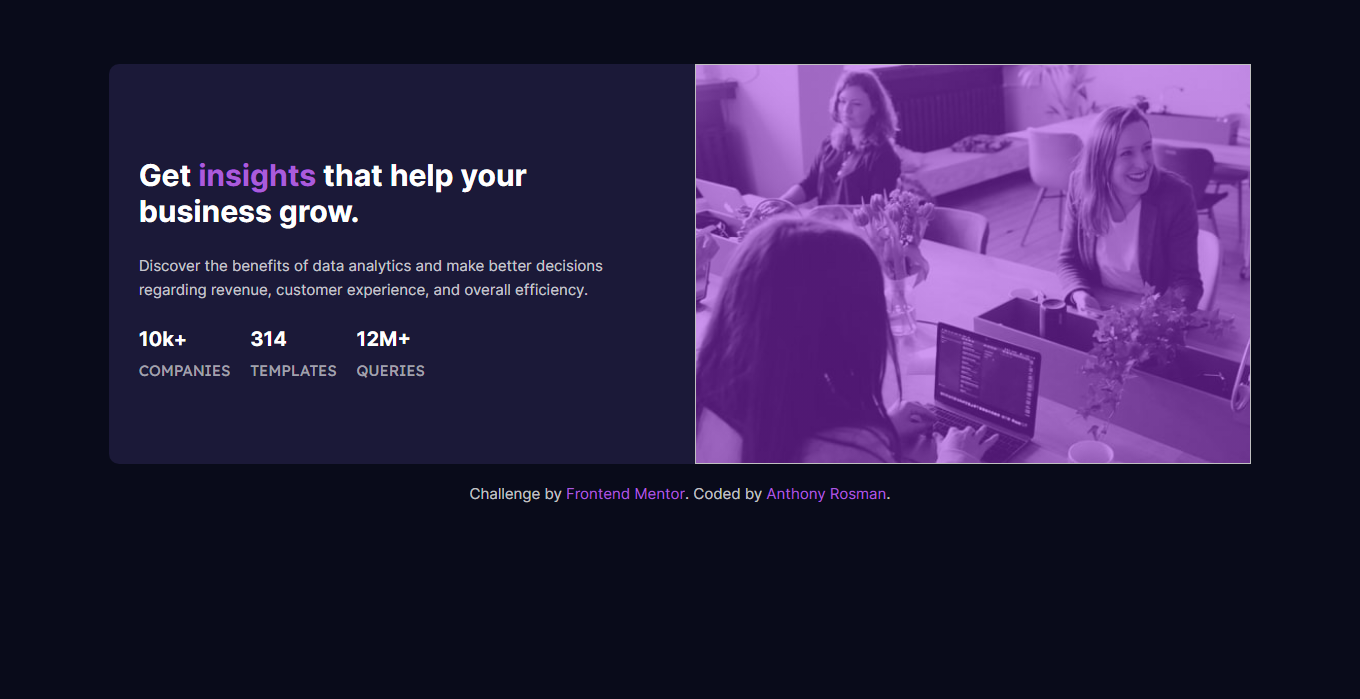 Get insights that help your
business grow.
Discover the benefits of data analytics and make better decisions
regarding revenue, customer experience, and overall efficiency.
10k+ 314 12M+
COMPANIES TEMPLATES QUERIES
Challenge by Frontend Mentor. Coded by Anthony Rosman.